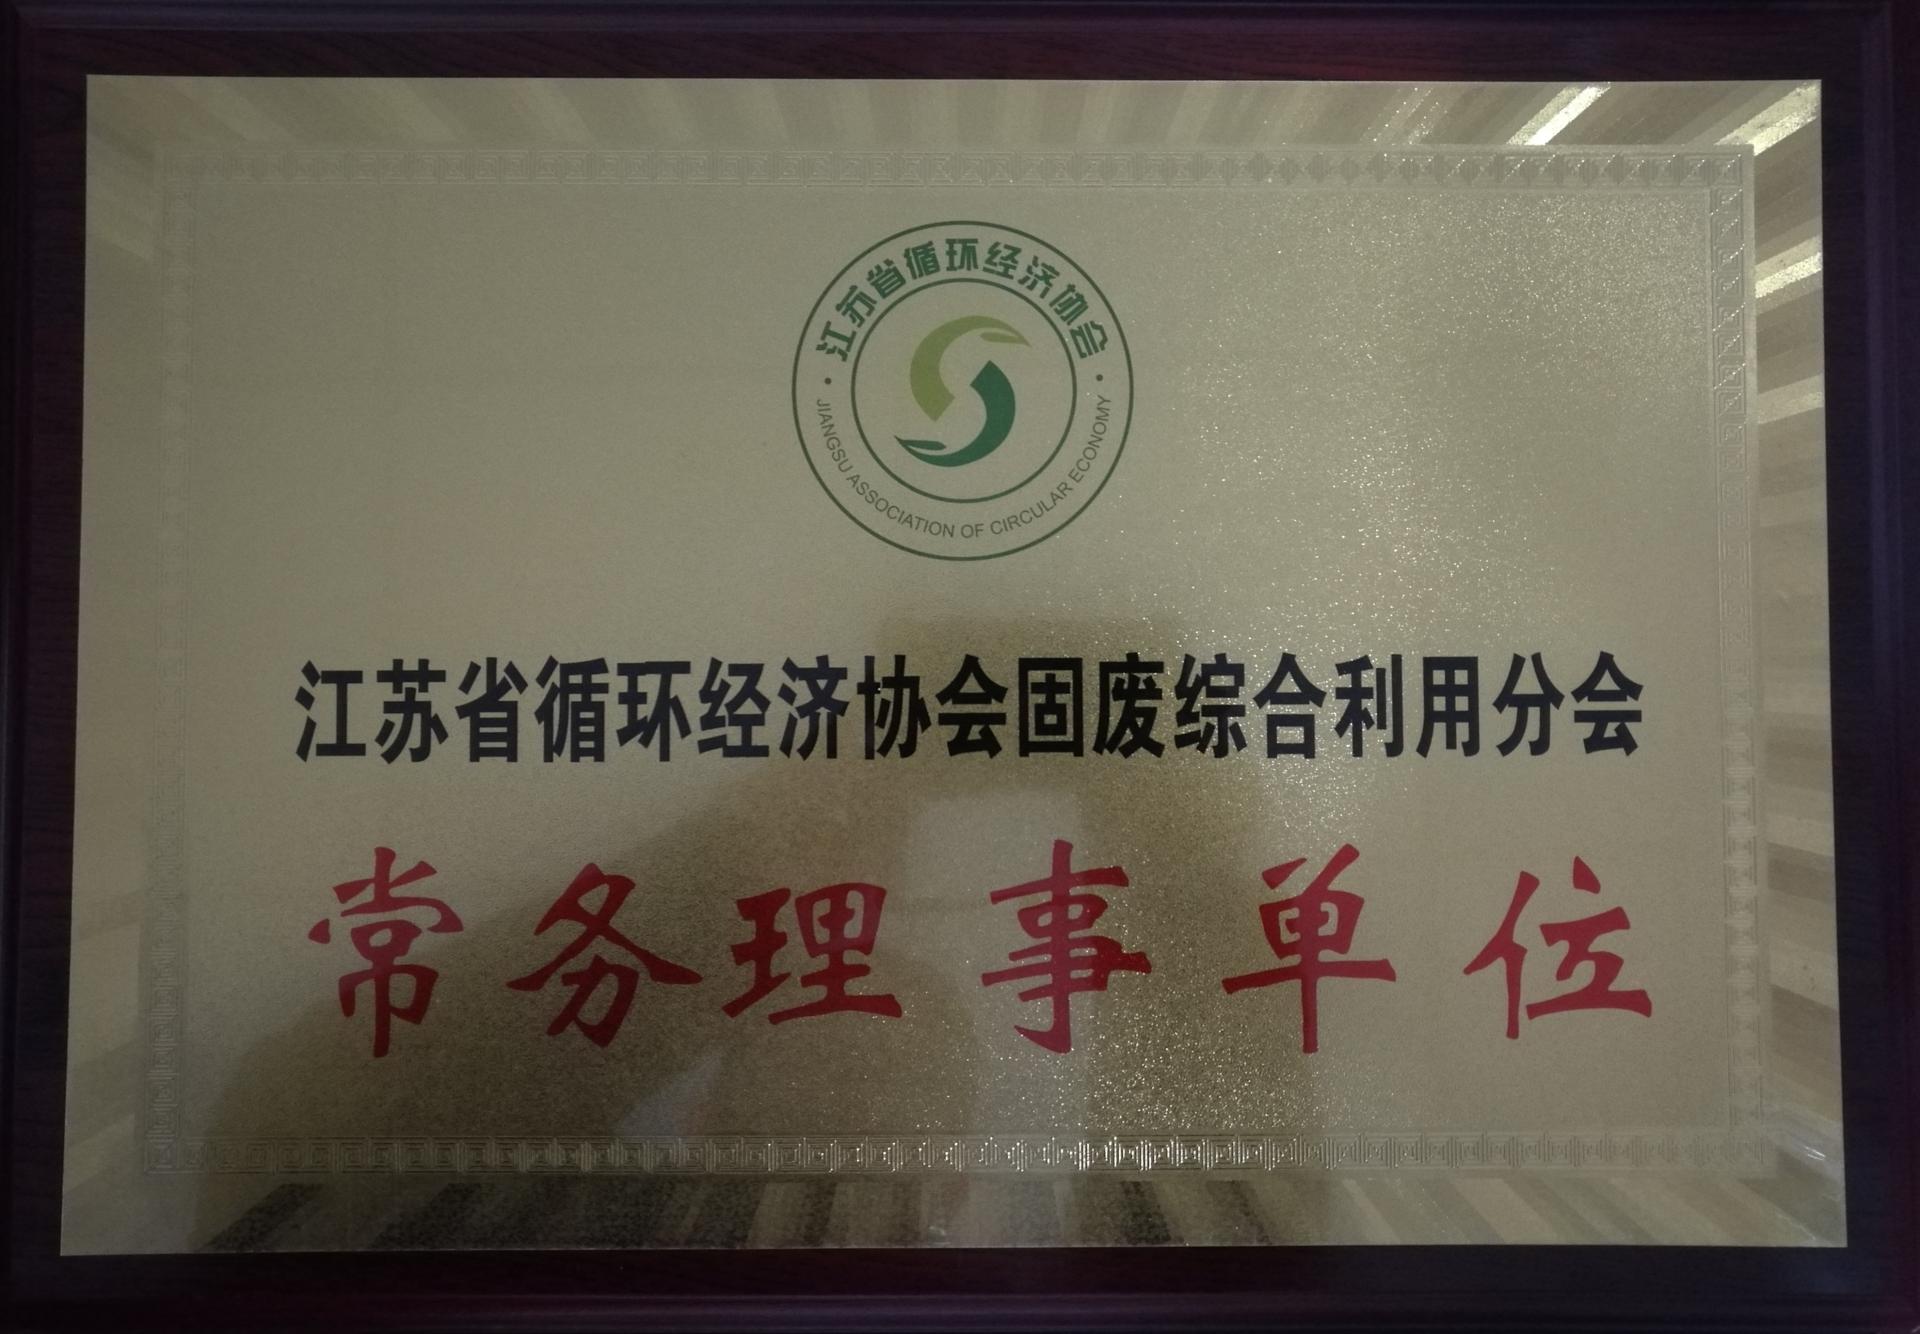 江苏省循环经济协会
JIANGSU ASSOCIATION OF CIRCULAR ECONOMY
江苏省循环经济协会固废综合利用分会
常务理事单位